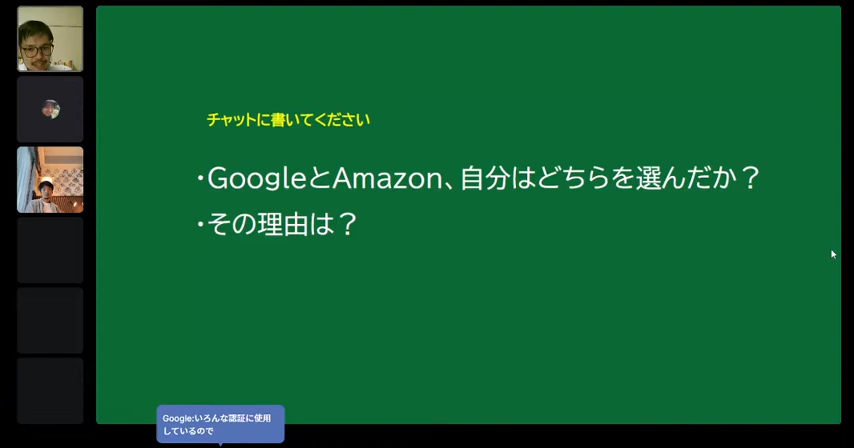 チャットに書いてください
・GoogleとAmazon、自分はどちらを選んだか？
・その理由は？
Google:いろんな認証に使用
しているので